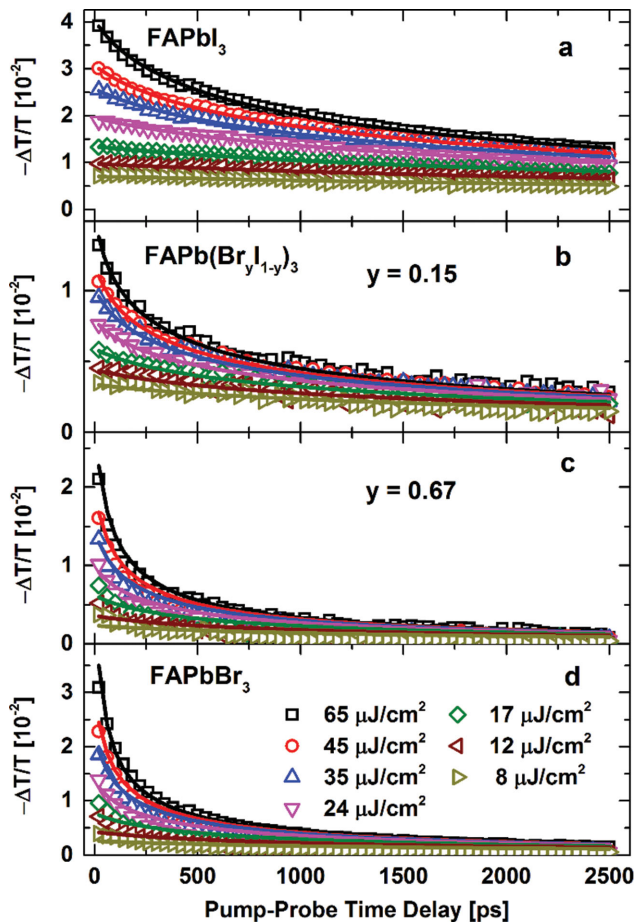 4
3
2
1
0
−ΔT/T [10⁻²]
FAPbI₃
a
1
0
−ΔT/T [10⁻²]
FAPb(BrᵧI₁₋ᵧ)₃
y = 0.15
b
2
1
0
−ΔT/T [10⁻²]
y = 0.67
c
3
2
1
0
−ΔT/T [10⁻²]
FAPbBr₃
d
65 μJ/cm²
45 μJ/cm²
35 μJ/cm²
24 μJ/cm²
17 μJ/cm²
12 μJ/cm²
8 μJ/cm²
0 500 1000 1500 2000 2500
Pump-Probe Time Delay [ps]